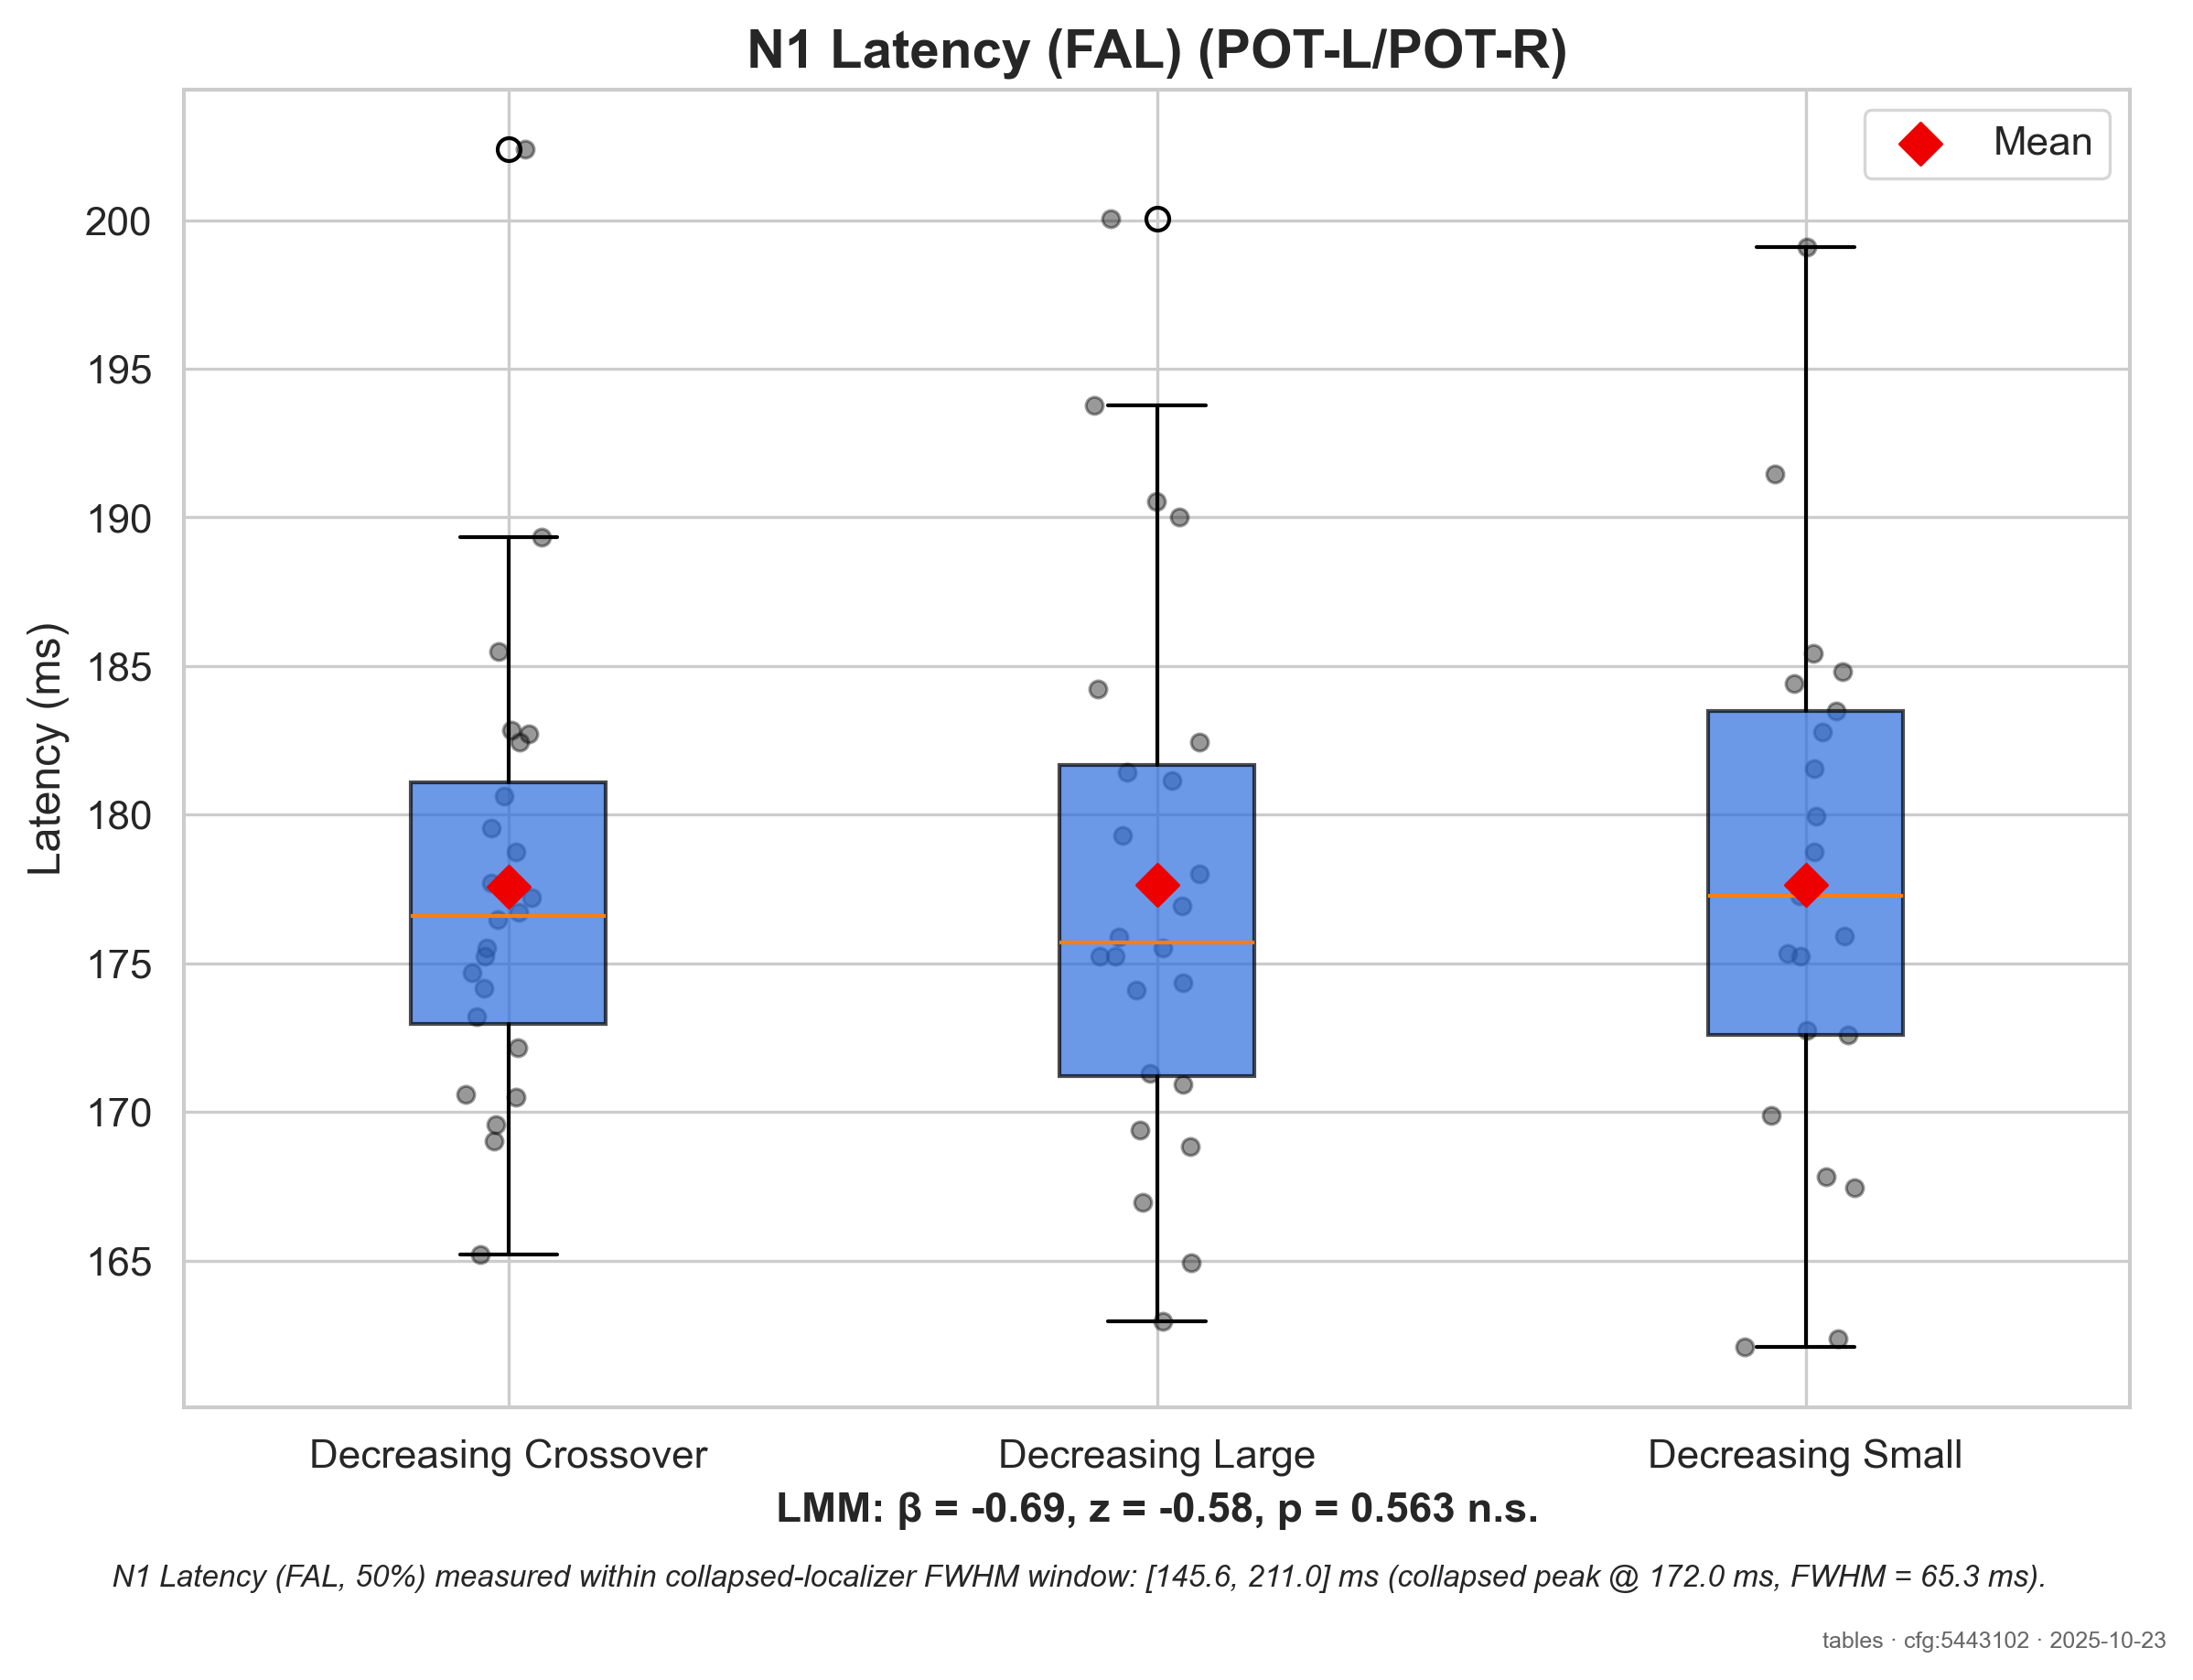 N1 Latency (FAL) (POT-L/POT-R)
Mean
Latency (ms)
200
195
190
185
180
175
170
165
Decreasing Crossover
Decreasing Large
Decreasing Small
LMM: β = -0.69, z = -0.58, p = 0.563 n.s.
N1 Latency (FAL, 50%) measured within collapsed-localizer FWHM window: [145.6, 211.0] ms (collapsed peak @ 172.0 ms, FWHM = 65.3 ms).
tables · cfg:5443102 · 2025-10-23